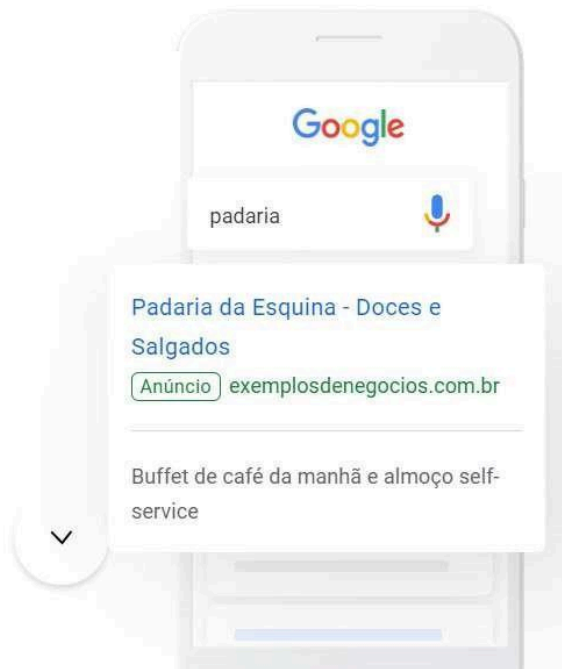 Google
padaria
Padaria da Esquina - Doces e
Salgados
Anúncio exemplosdenegocios.com.br
Buffet de café da manhã e almoço self-
service